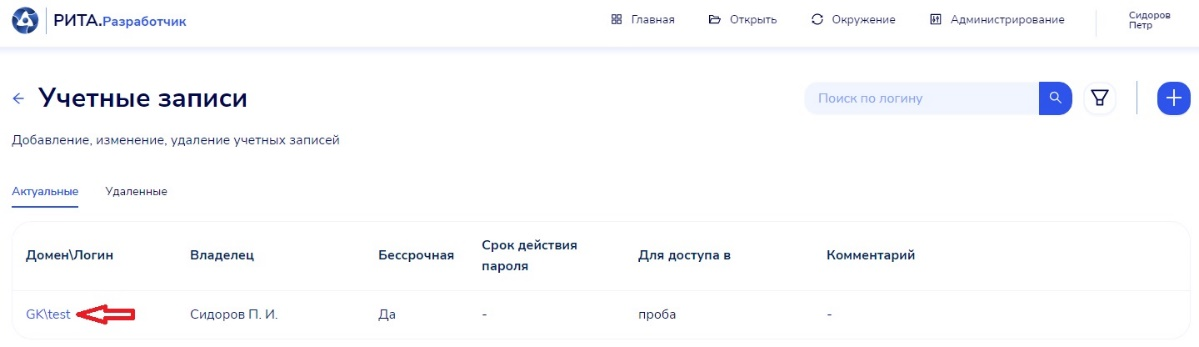 РИТА.Разработчик
Главная Открыть Окружение Администрирование Сидоров
Петр
Учетные записи
Поиск по логину
Добавление, изменение, удаление учетных записей
Актуальные Удаленные
Домен\Логин Владелец Бессрочная Срок действия пароля Для доступа в Комментарий
GK\test Сидоров П. И. Да - проба -